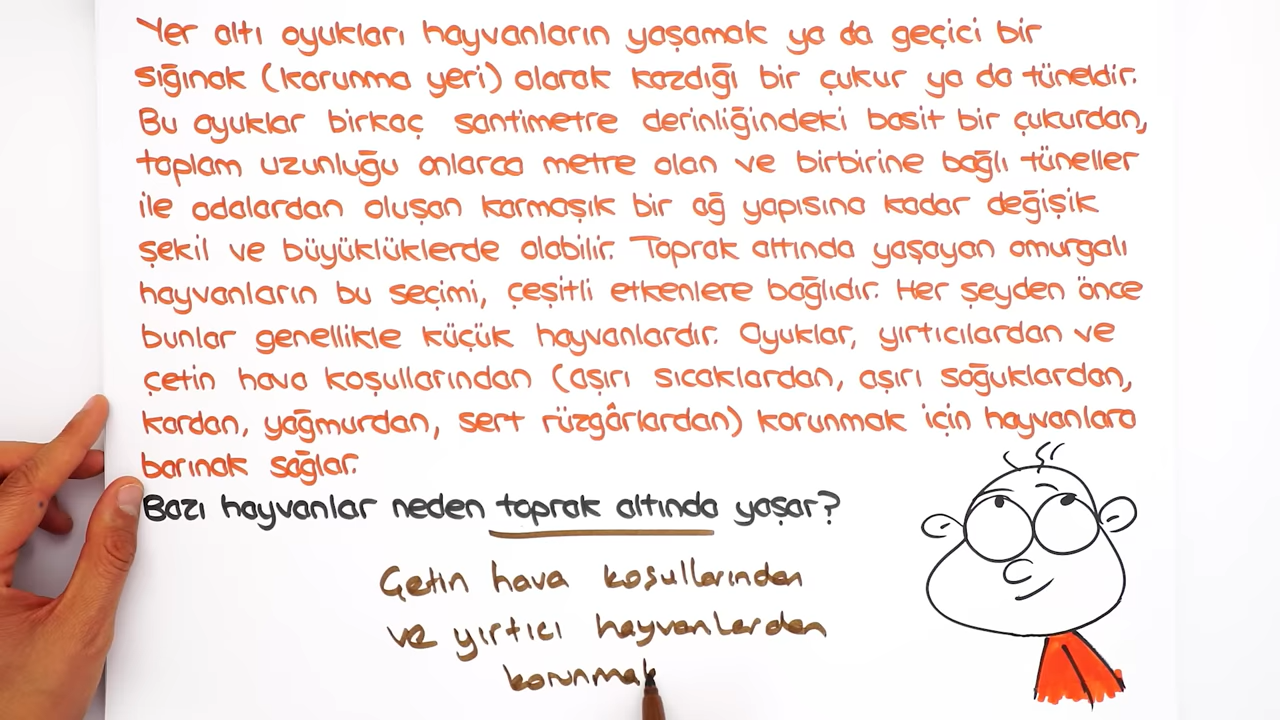 Yer altı oyukları hayvanların yaşamak ya da geçici bir
sığınak (korunma yeri) olarak kazdığı bir çukur ya da tüneldir.
Bu oyuklar birkaç santimetre derinliğindeki basit bir çukurdan,
toplam uzunluğu onlarca metre olan ve birbirine bağlı tüneller
ile odalardan oluşan karmaşık bir ağ yapısına kadar değişik
şekil ve büyüklüklerde olabilir. Toprak altında yaşayan omurgalı
hayvanların bu seçimi, çeşitli etkenlere bağlıdır. Her şeyden önce
bunlar genellikle küçük hayvanlardır. Oyuklar, yırtıcılardan ve
çetin hava koşullarından (aşırı sıcaklardan, aşırı soğuklardan,
kardan, yağmurdan, sert rüzgârlardan) korunmak için hayvanlara
barınak sağlar.
Bazı hayvanlar neden toprak altında yaşar?
Çetin hava koşullarından
ve yırtıcı hayvanlardan
korunmak